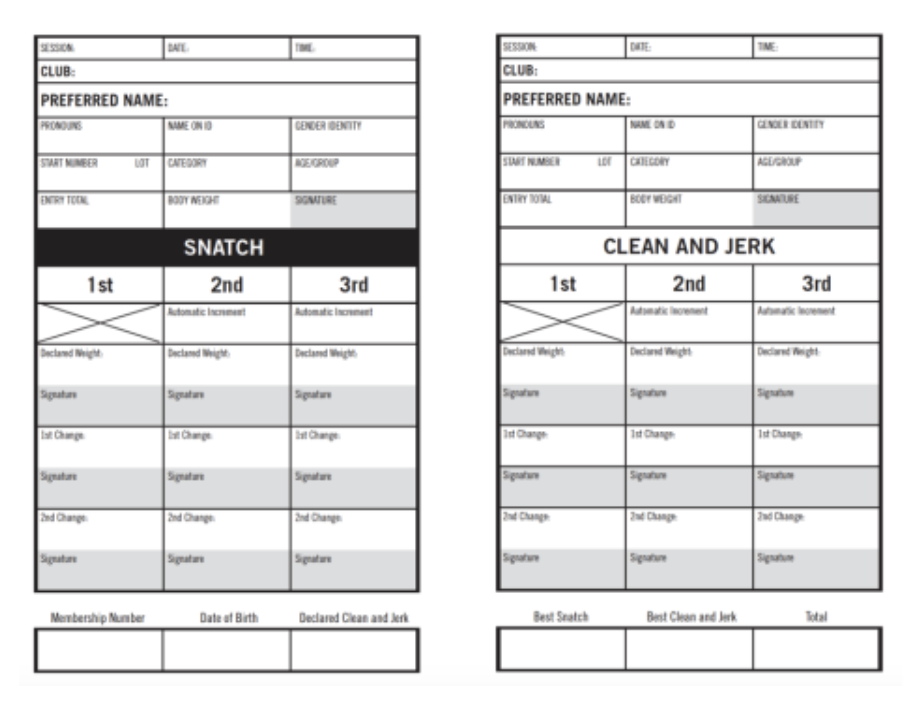 SESSION: DATE: TIME:
CLUB:
PREFERRED NAME:
PRONOUNS NAME ON ID GENDER IDENTITY
START NUMBER LOT CATEGORY AGE/GROUP
ENTRY TOTAL BODY WEIGHT SIGNATURE
SNATCH
1st 2nd 3rd
Automatic Increment Automatic Increment
Declared Weight: Declared Weight: Declared Weight:
Signature Signature Signature
1st Change: 1st Change: 1st Change:
Signature Signature Signature
2nd Change: 2nd Change: 2nd Change:
Signature Signature Signature
Membership Number Date of Birth Declared Clean and Jerk
SESSION: DATE: TIME:
CLUB:
PREFERRED NAME:
PRONOUNS NAME ON ID GENDER IDENTITY
START NUMBER LOT CATEGORY AGE/GROUP
ENTRY TOTAL BODY WEIGHT SIGNATURE
CLEAN AND JERK
1st 2nd 3rd
Automatic Increment Automatic Increment
Declared Weight: Declared Weight: Declared Weight:
Signature Signature Signature
1st Change: 1st Change: 1st Change:
Signature Signature Signature
2nd Change: 2nd Change: 2nd Change:
Signature Signature Signature
Best Snatch Best Clean and Jerk Total